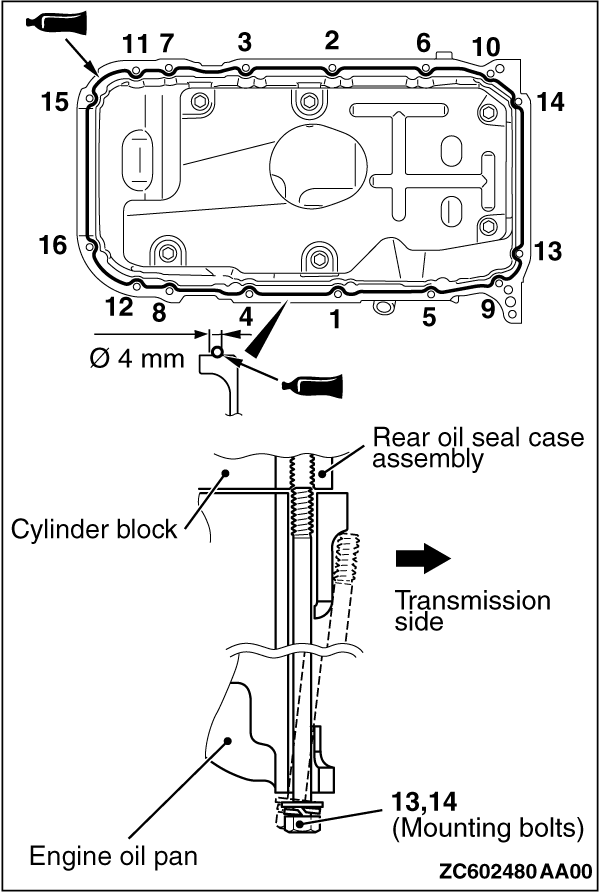 11 7 3 2 6 10
15 14
16 13
12 8 4 1 5 9
Ø 4 mm
Rear oil seal case
assembly
Cylinder block
Transmission
side
13,14
(Mounting bolts)
Engine oil pan
ZC602480AA00